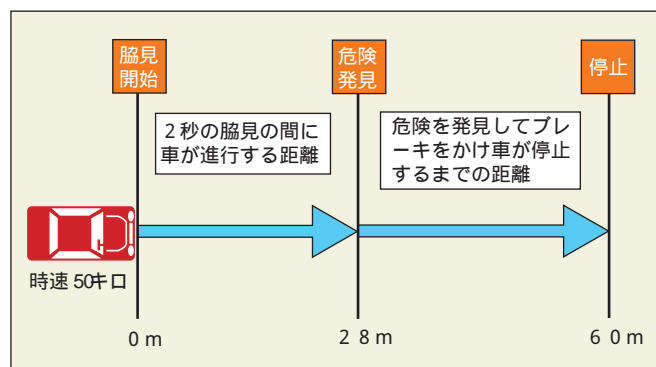 脇見
開始
危険
発見
停止
2秒の脇見の間に
車が進行する距離
危険を発見してブレ
ーキをかけ車が停止
するまでの距離
時速50キロ
0m
28m
60m